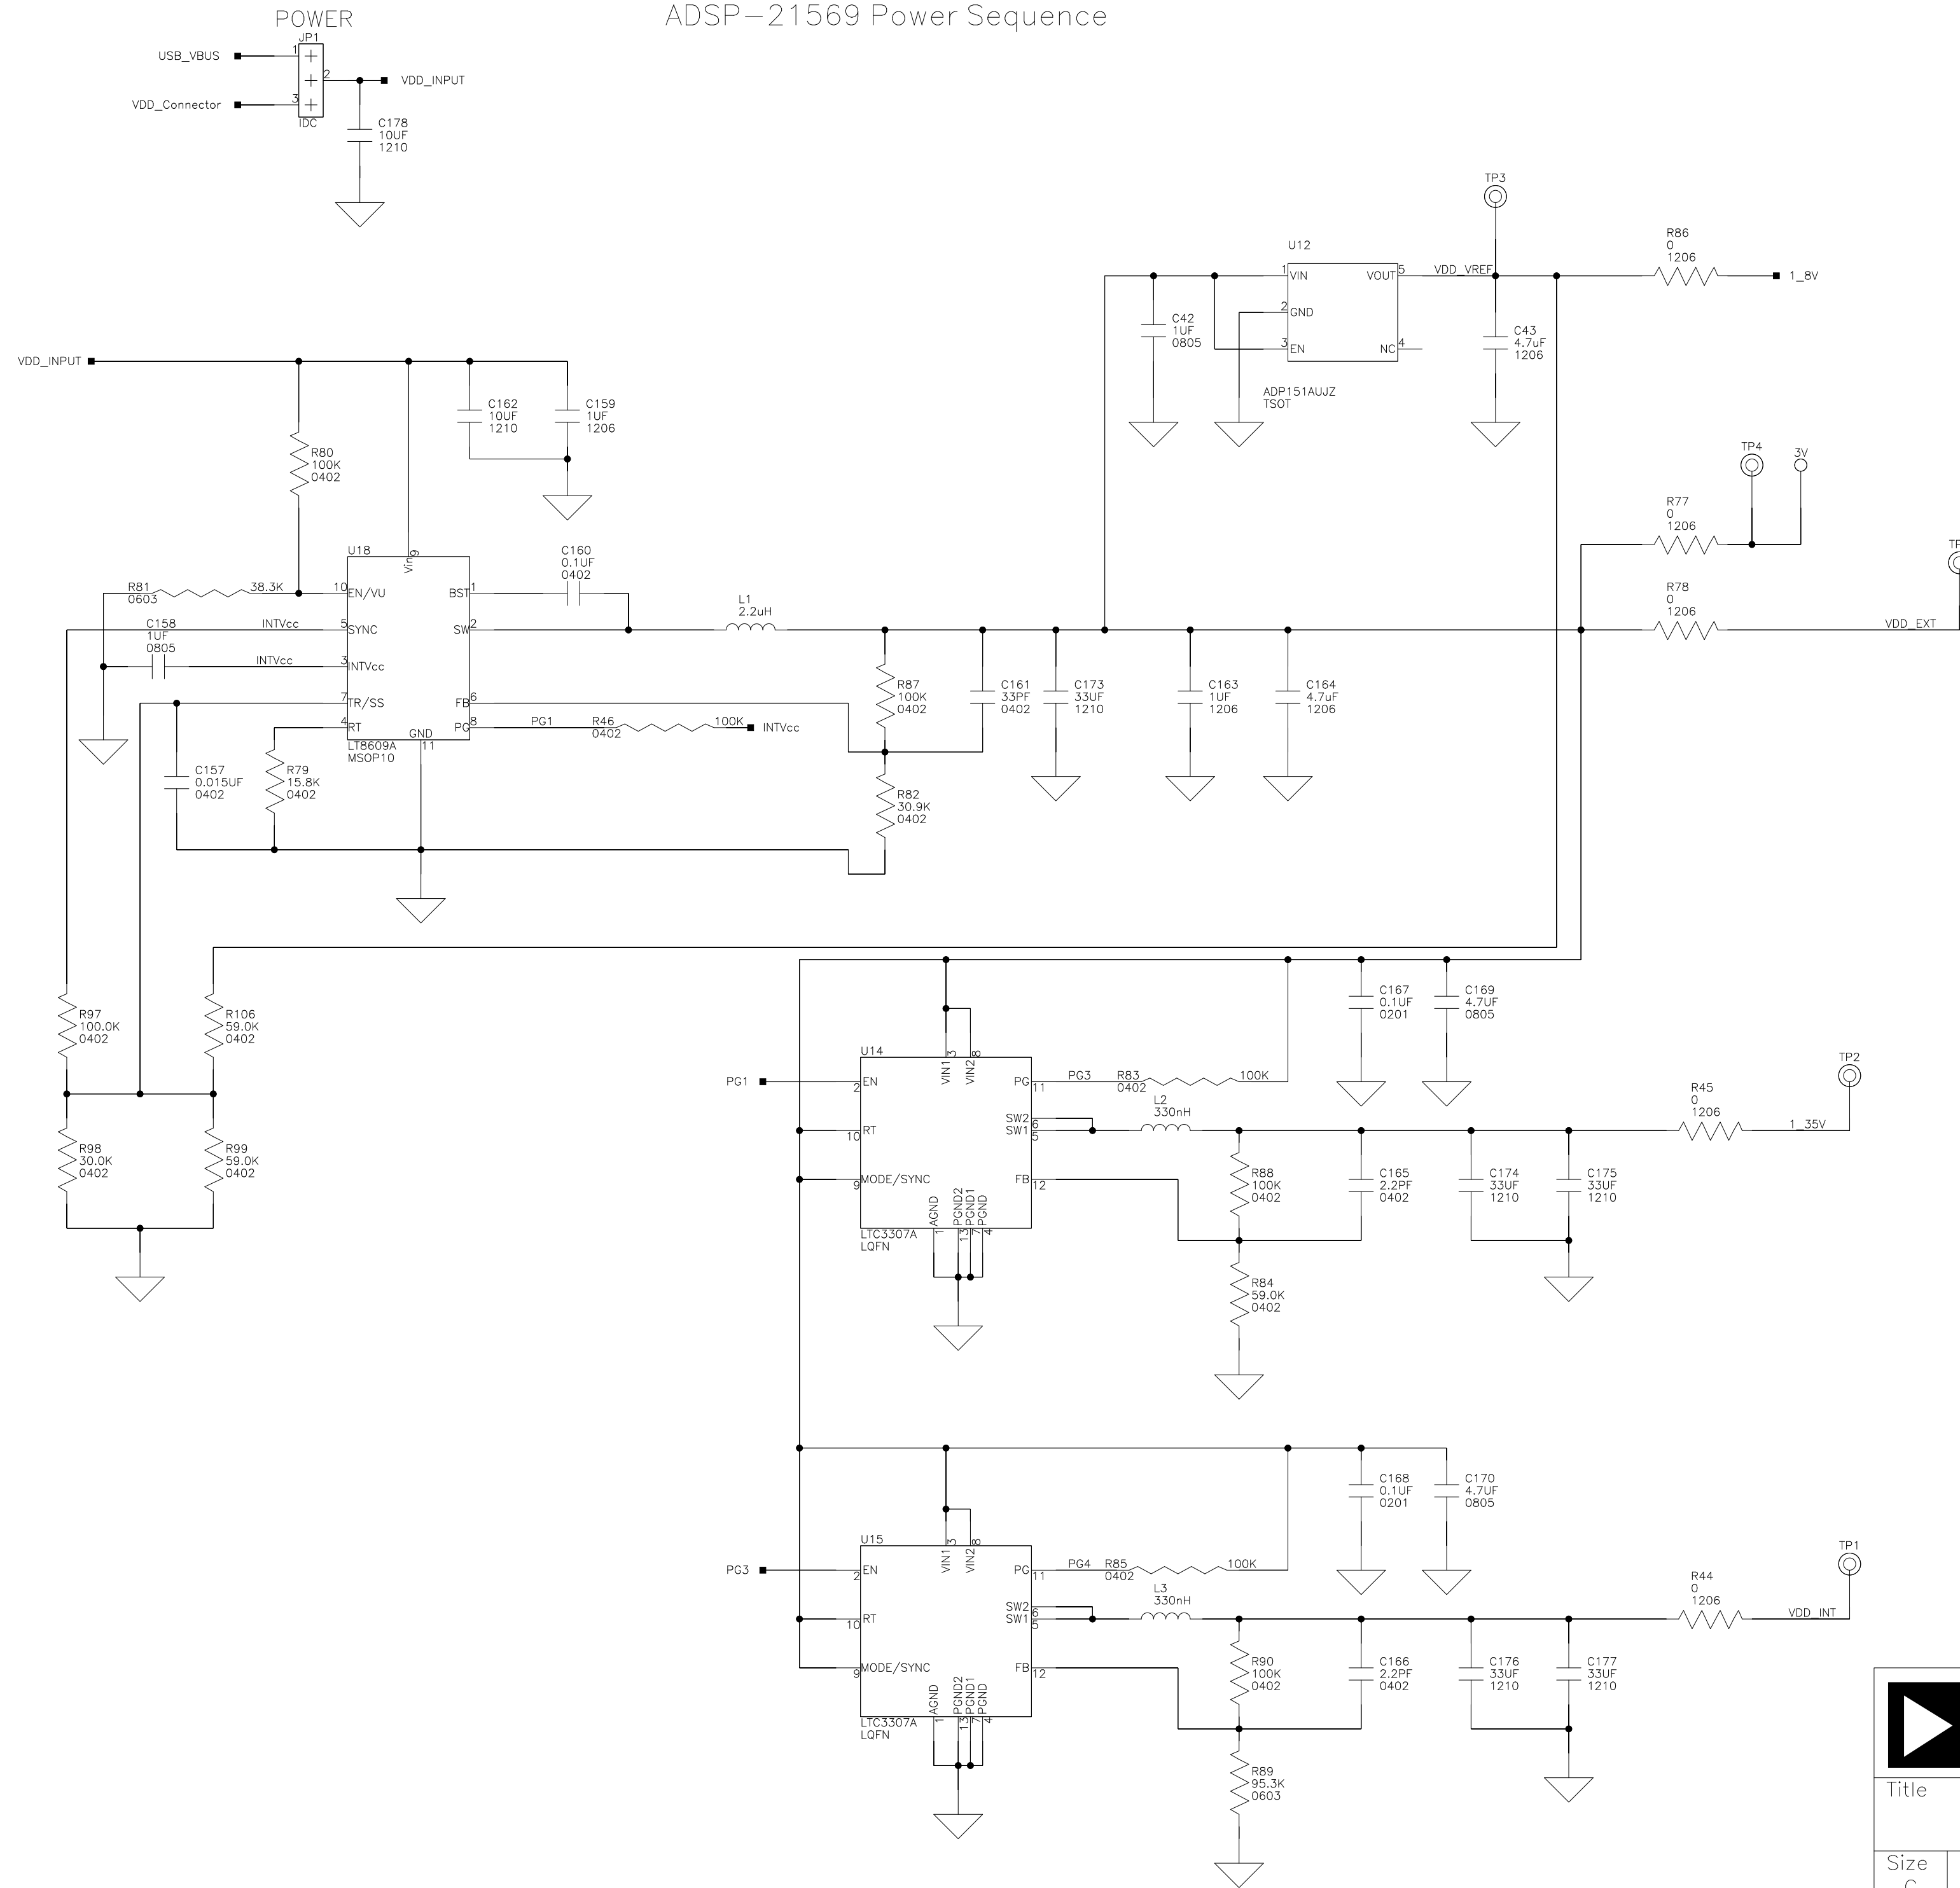 ADSP-21569 Power Sequence
POWER
JP1
USB_VBUS
1
2
VDD_INPUT
VDD_Connector
3
IDC
C178
10UF
1210
TP3
U12
R86
0
1206
1
VIN
VOUT
5
VDD_VREF
1_8V
2
GND
C42
1UF
0805
3
EN
NC
4
C43
4.7uF
1206
ADP151AUJZ
TSOT
VDD_INPUT
C162
10UF
1210
C159
1UF
1206
R80
100K
0402
TP4
3V
R77
0
1206
U18
Vin
9
C160
0.1UF
0402
R81
0603
38.3K
10
EN/VU
BST
1
R78
0
1206
L1
2.2uH
C158
1UF
0805
INTVcc
5
SYNC
SW
2
VDD_EXT
INTVcc
3
INTVcc
7
TR/SS
FB
6
4
RT
GND
11
PG
8
PG1
R46
0402
100K
INTVcc
LT8609A
MSOP10
R87
100K
0402
C161
33PF
0402
C173
33UF
1210
C163
1UF
1206
C164
4.7uF
1206
C157
0.015UF
0402
R79
15.8K
0402
R82
30.9K
0402
R97
100.0K
0402
R106
59.0K
0402
C167
0.1UF
0201
C169
4.7UF
0805
R98
30.0K
0402
R99
59.0K
0402
U14
VIN1
3
VIN2
8
PG1
2
EN
PG
11
PG3
R83
0402
100K
TP2
R45
0
1206
L2
330nH
SW2
6
SW1
5
10
RT
1_35V
9
MODE/SYNC
FB
12
R88
100K
0402
C165
2.2PF
0402
C174
33UF
1210
C175
33UF
1210
AGND
1
PGND2
13
PGND1
7
PGND
4
LTC3307A
LQFN
R84
59.0K
0402
C168
0.1UF
0201
C170
4.7UF
0805
U15
VIN1
3
VIN2
8
PG3
2
EN
PG
11
PG4
R85
0402
100K
TP1
R44
0
1206
L3
330nH
SW2
6
SW1
5
10
RT
VDD_INT
9
MODE/SYNC
FB
12
R90
100K
0402
C166
2.2PF
0402
C176
33UF
1210
C177
33UF
1210
AGND
1
PGND2
13
PGND1
7
PGND
4
LTC3307A
LQFN
R89
95.3K
0603
Title
Size